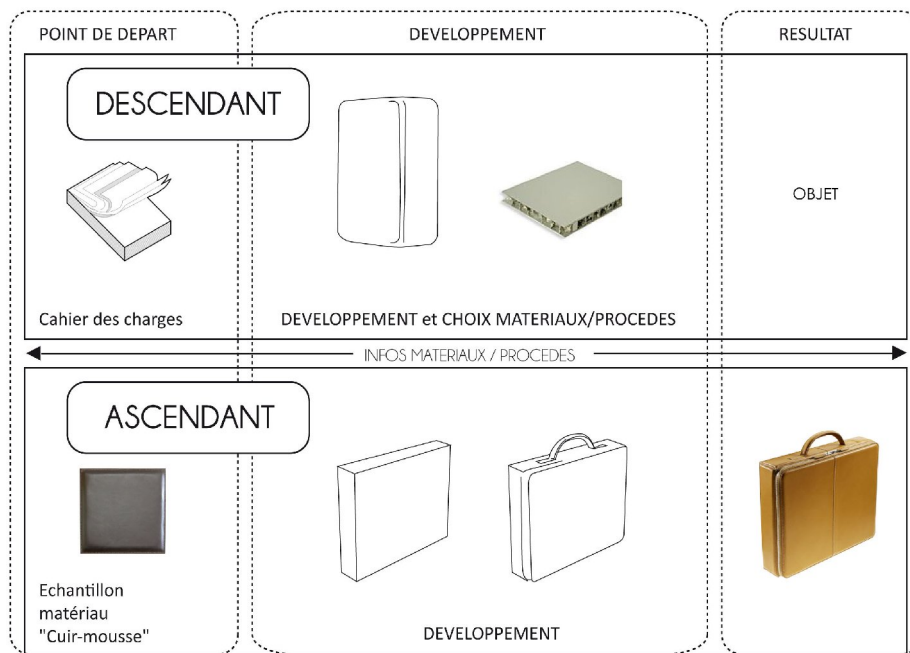 POINT DE DEPART
DEVELOPPEMENT
RESULTAT
DESCENDANT
OBJET
Cahier des charges
DEVELOPPEMENT et CHOIX MATERIAUX/PROCEDES
INFOS MATERIAUX / PROCEDES
ASCENDANT
Echantillon
matériau
"Cuir-mousse"
DEVELOPPEMENT